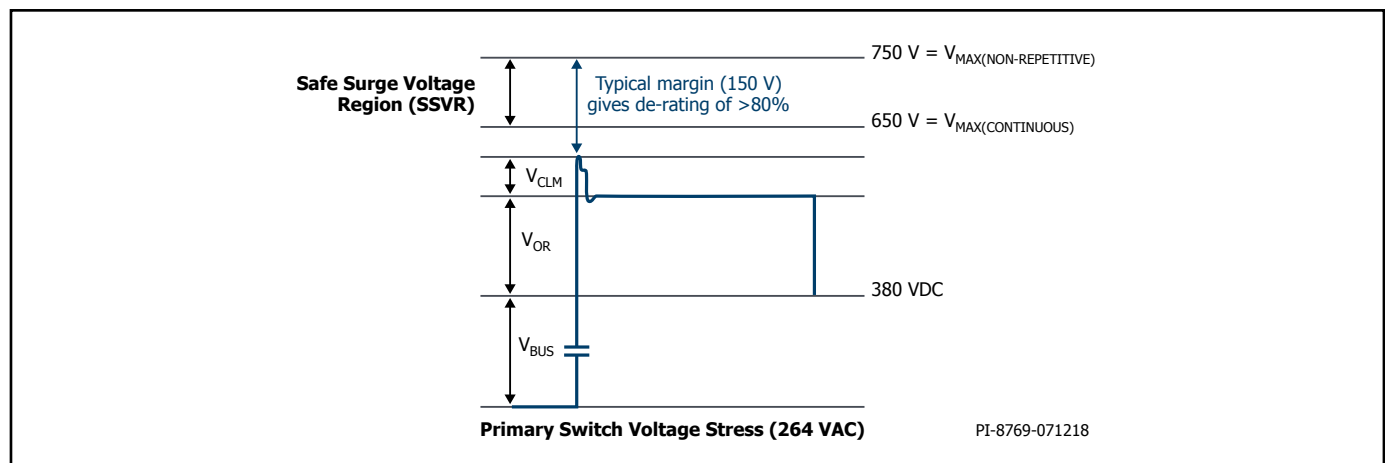 750 V = VMAX(NON-REPETITIVE)
Safe Surge Voltage
Region (SSVR)
Typical margin (150 V)
gives de-rating of >80%
650 V = VMAX(CONTINUOUS)
VCLM
VOR
380 VDC
VBUS
Primary Switch Voltage Stress (264 VAC)
PI-8769-071218